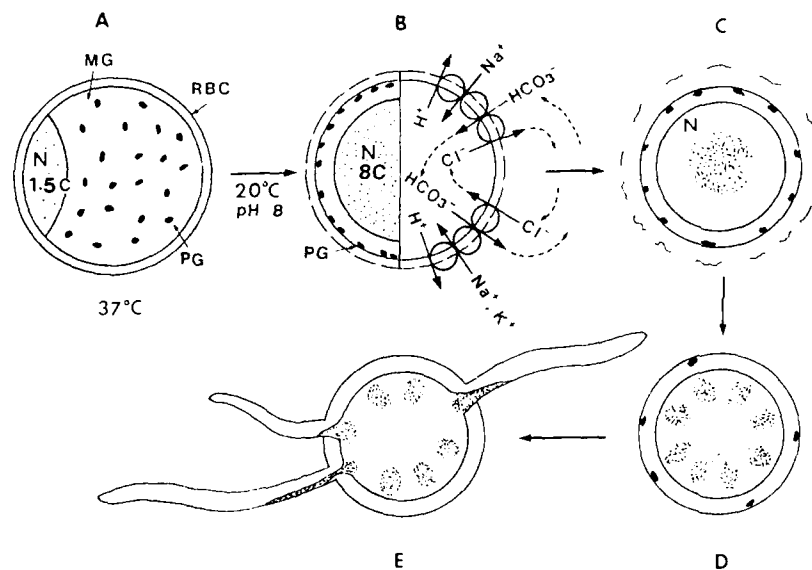 A
B
C
MG
RBC
N
1.5C
PG
37°C
20°C
pH 8
N
8C
PG
H⁺
Na⁺
HCO₃⁻
Cl⁻
HCO₃⁻
Cl⁻
H⁺
Na⁺, K⁺
N
E
D